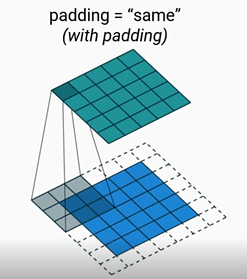 padding = “same”
(with padding)